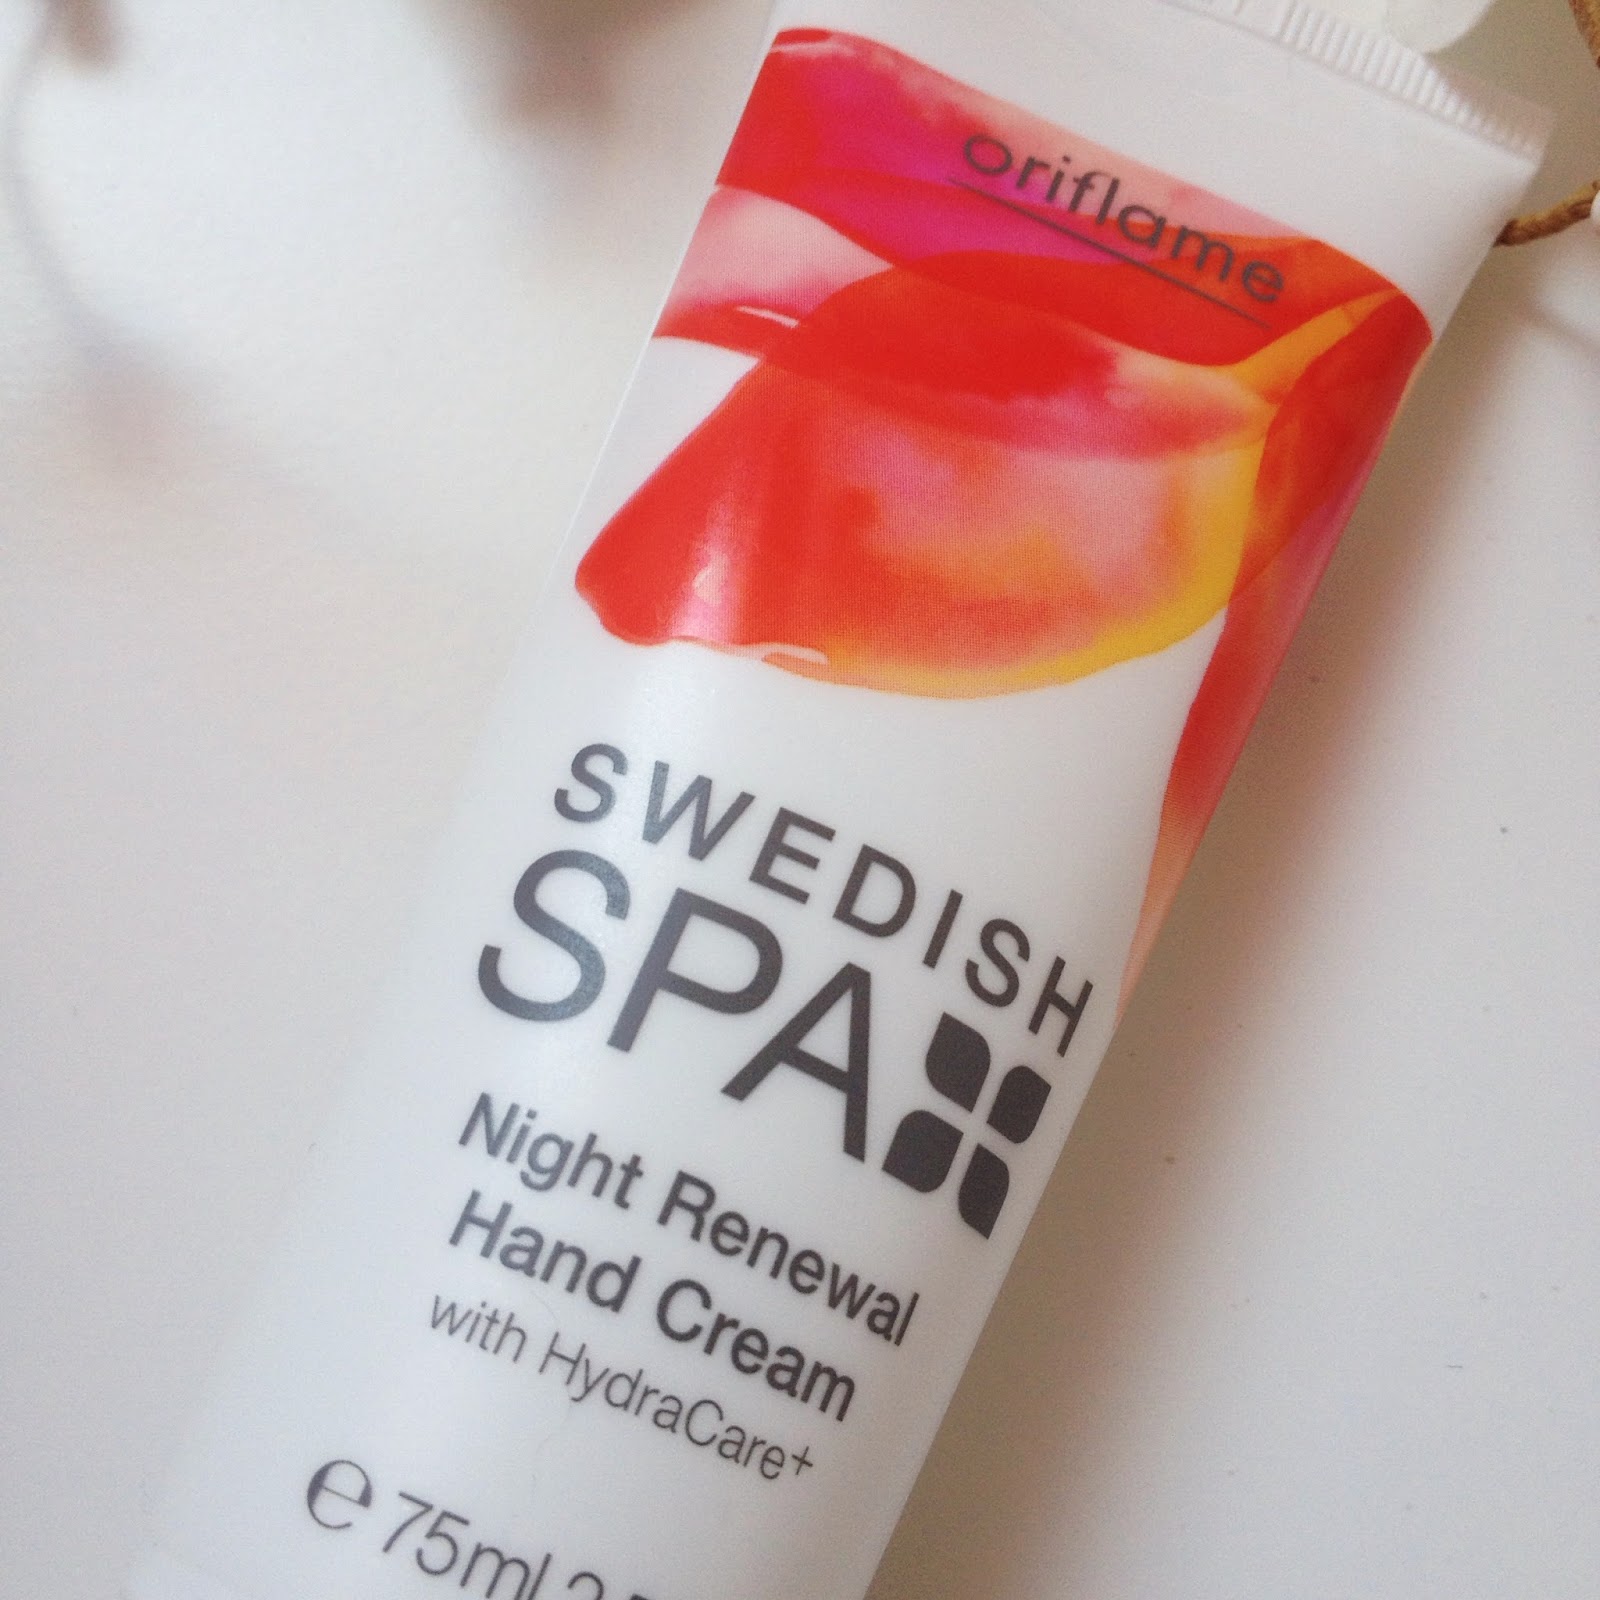 oriflame
SWEDISH
SPA
Night Renewal
Hand Cream
with HydraCare+
℮ 75ml